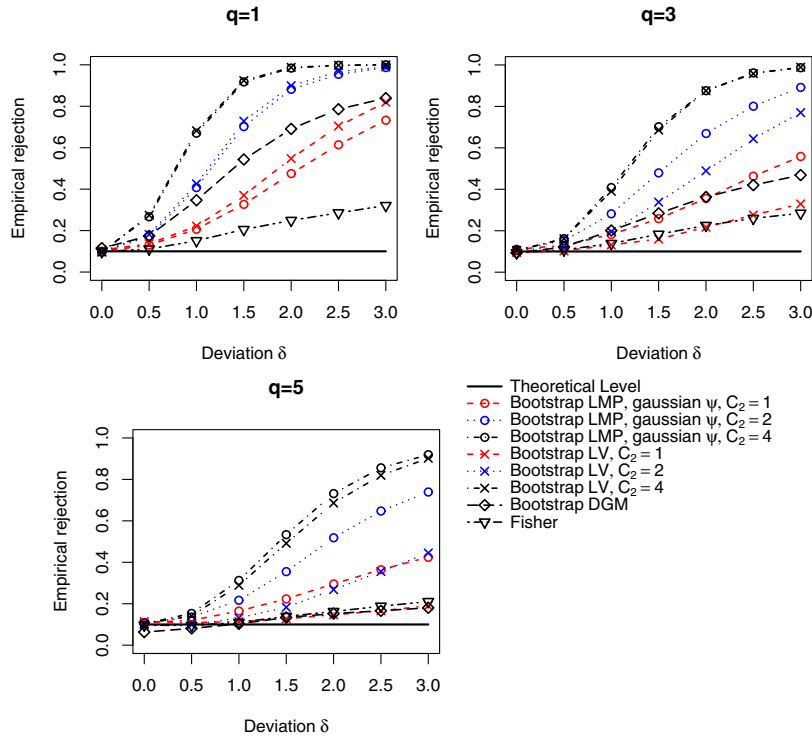 q=1
Empirical rejection
0.0 0.2 0.4 0.6 0.8 1.0
0.0 0.5 1.0 1.5 2.0 2.5 3.0
Deviation δ
q=3
Empirical rejection
0.0 0.2 0.4 0.6 0.8 1.0
0.0 0.5 1.0 1.5 2.0 2.5 3.0
Deviation δ
q=5
Empirical rejection
0.0 0.2 0.4 0.6 0.8 1.0
0.0 0.5 1.0 1.5 2.0 2.5 3.0
Deviation δ
Theoretical Level
Bootstrap LMP, gaussian ψ, C₂ = 1
Bootstrap LMP, gaussian ψ, C₂ = 2
Bootstrap LMP, gaussian ψ, C₂ = 4
Bootstrap LV, C₂ = 1
Bootstrap LV, C₂ = 2
Bootstrap LV, C₂ = 4
Bootstrap DGM
Fisher